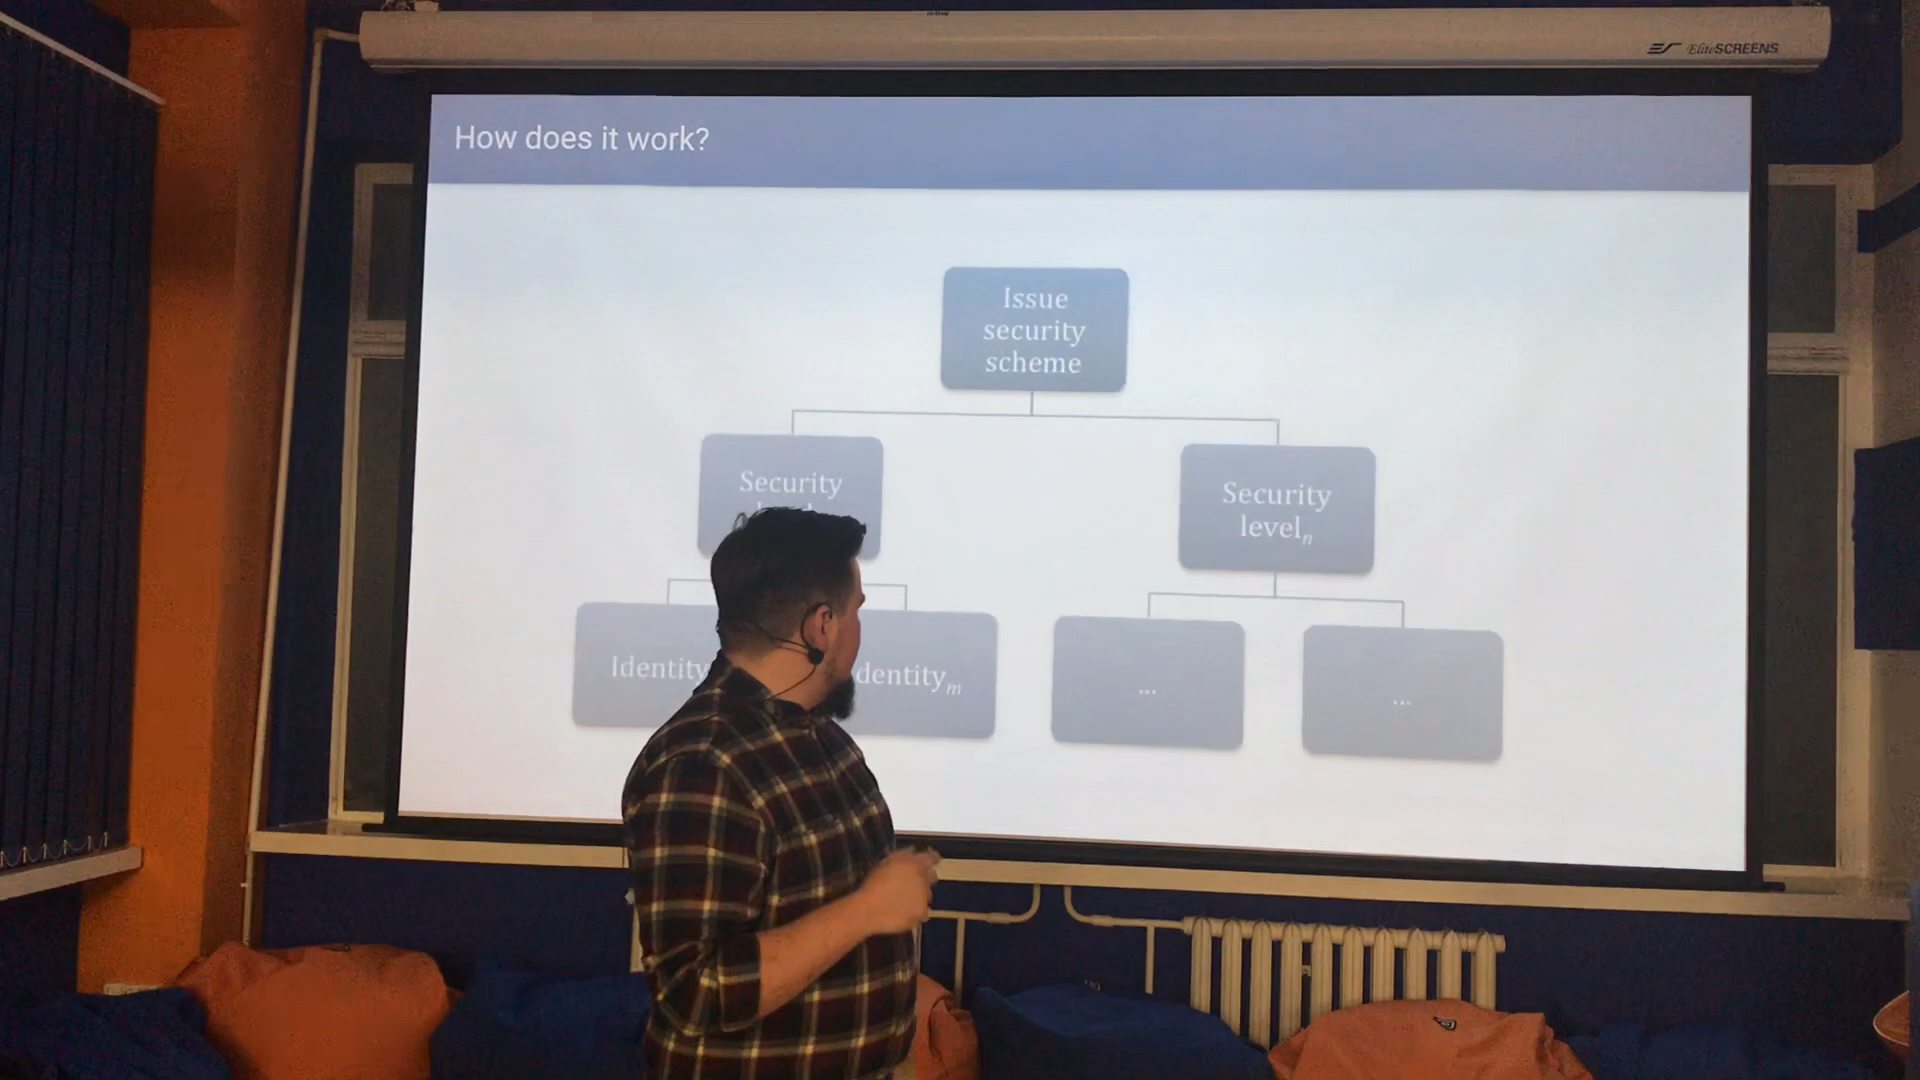 EliteSCREENS
How does it work?
Issue
security
scheme
Security
Security
level n
Identity
dentity m
...
...